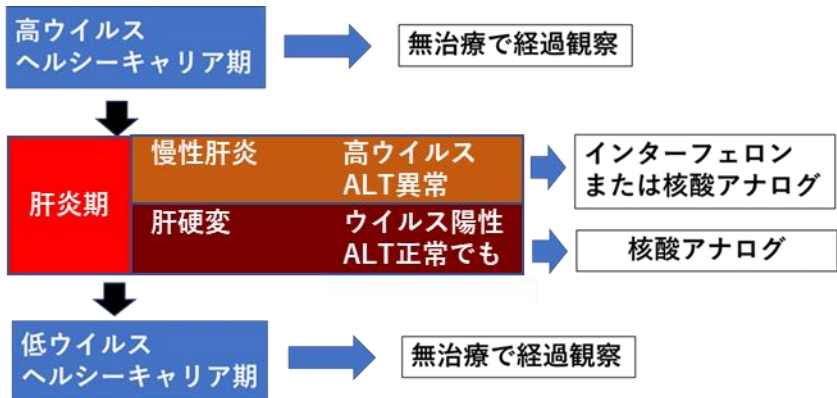 高ウイルス
ヘルシーキャリア期
無治療で経過観察
肝炎期
慢性肝炎
高ウイルス
ALT異常
インターフェロン
または核酸アナログ
肝硬変
ウイルス陽性
ALT正常でも
核酸アナログ
低ウイルス
ヘルシーキャリア期
無治療で経過観察